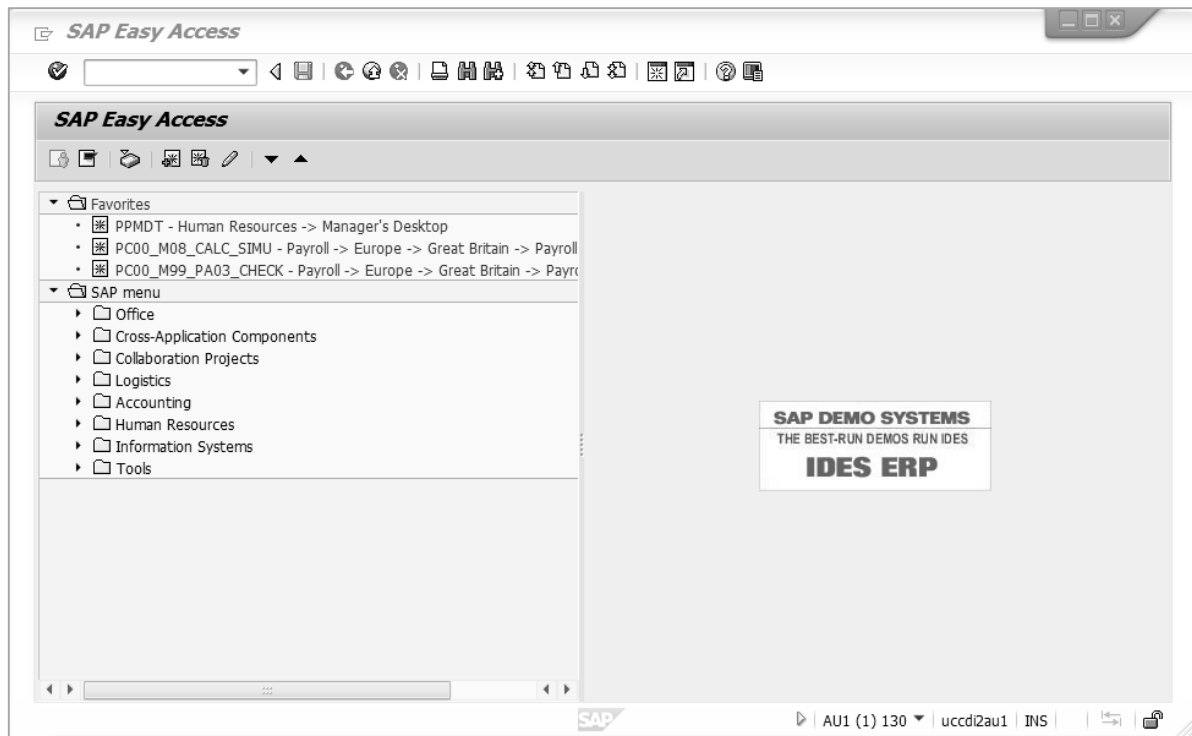 SAP Easy Access
SAP Easy Access
Favorites
PPMDT - Human Resources -> Manager's Desktop
PC00_M08_CALC_SIMU - Payroll -> Europe -> Great Britain -> Payroll
PC00_M99_PA03_CHECK - Payroll -> Europe -> Great Britain -> Payro
SAP menu
Office
Cross-Application Components
Collaboration Projects
Logistics
Accounting
Human Resources
Information Systems
Tools
SAP DEMO SYSTEMS
THE BEST-RUN DEMOS RUN IDES
IDES ERP
SAP
AU1 (1) 130 uccdi2au1 INS